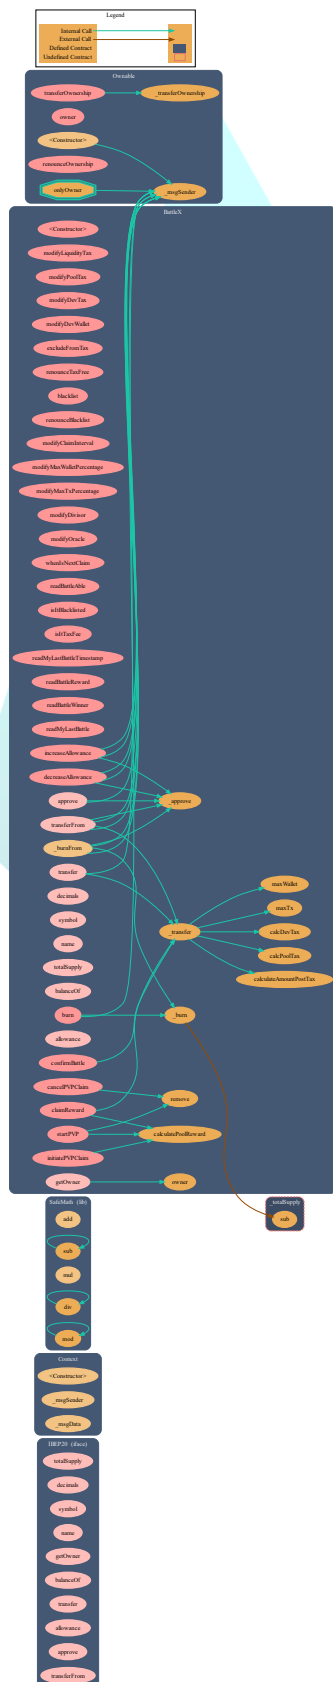 Legend
Internal Call
External Call
Defined Contract
Undefined Contract
Ownable
transferOwnership
_transferOwnership
owner
<Constructor>
renounceOwnership
onlyOwner
_msgSender
BattleX
<Constructor>
modifyLiquidityTax
modifyPoolTax
modifyDevTax
modifyDevWallet
excludeFromTax
renounceTaxFree
blacklist
renounceBlacklist
modifyClaimInterval
modifyMaxWalletPercentage
modifyMaxTxPercentage
modifyDivisor
modifyOracle
whenIsNextClaim
readBattleAble
isItBlacklisted
isItTaxFee
readMyLastBattleTimestamp
readBattleReward
readBattleWinner
readMyLastBattle
increaseAllowance
decreaseAllowance
approve
_approve
transferFrom
_burnFrom
transfer
maxWallet
decimals
maxTx
symbol
_transfer
calcDevTax
name
calcPoolTax
totalSupply
calculateAmountPostTax
balanceOf
burn
_burn
allowance
confirmBattle
cancelPVPClaim
remove
claimReward
startPVP
calculatePoolReward
initiatePVPClaim
getOwner
owner
SafeMath (lib)
_totalSupply
add
sub
sub
mul
div
mod
Context
<Constructor>
_msgSender
_msgData
IBEP20 (iface)
totalSupply
decimals
symbol
name
getOwner
balanceOf
transfer
allowance
approve
transferFrom